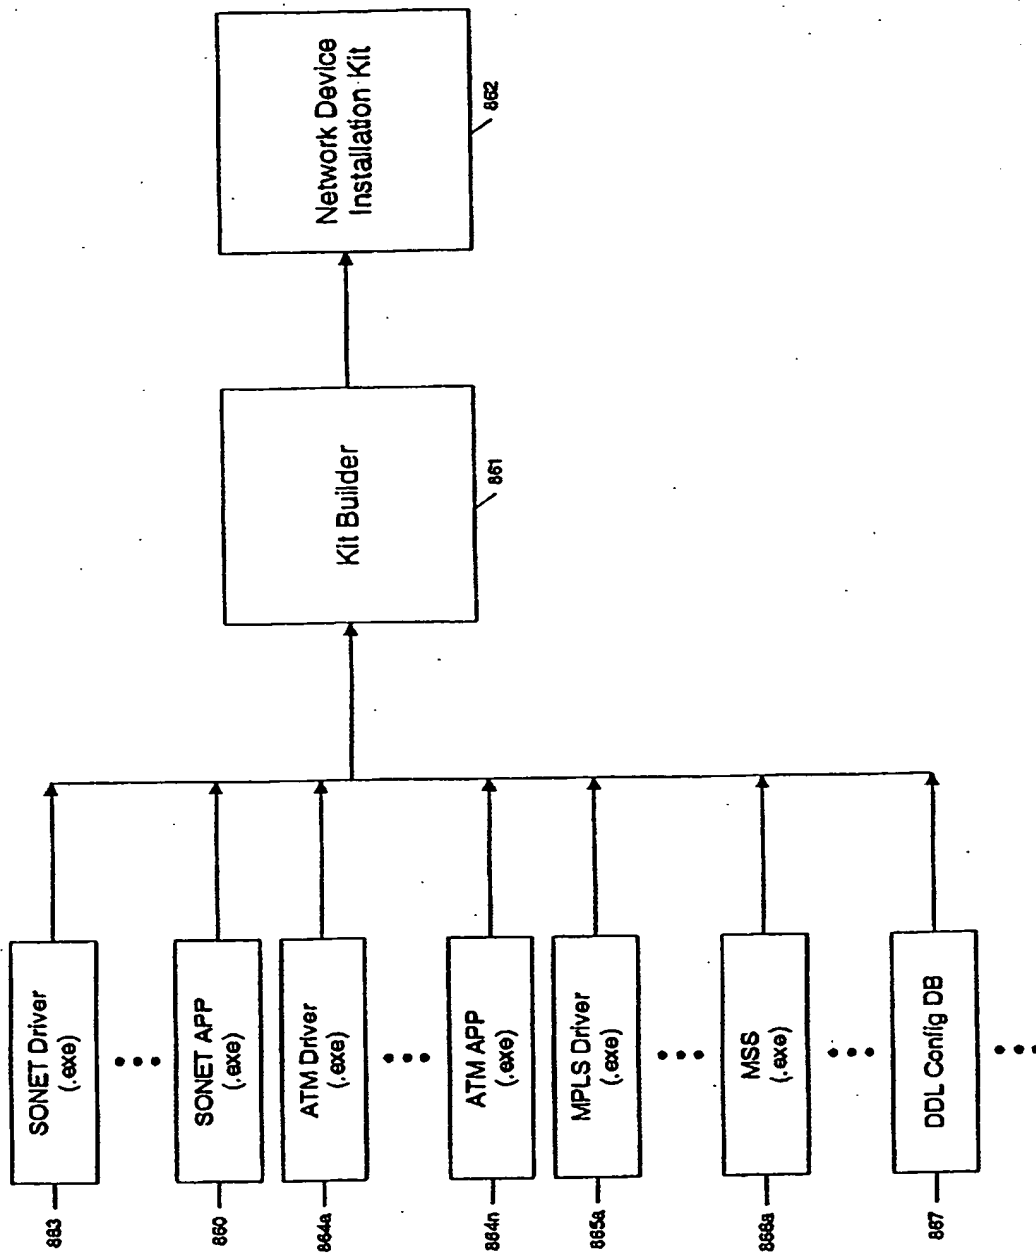 863
SONET Driver
(.exe)
860
SONET APP
(.exe)
864a
ATM Driver
(.exe)
864n
ATM APP
(.exe)
865a
MPLS Driver
(.exe)
866a
MSS
(.exe)
867
DDL Config DB
Kit Builder
861
Network Device
Installation Kit
862